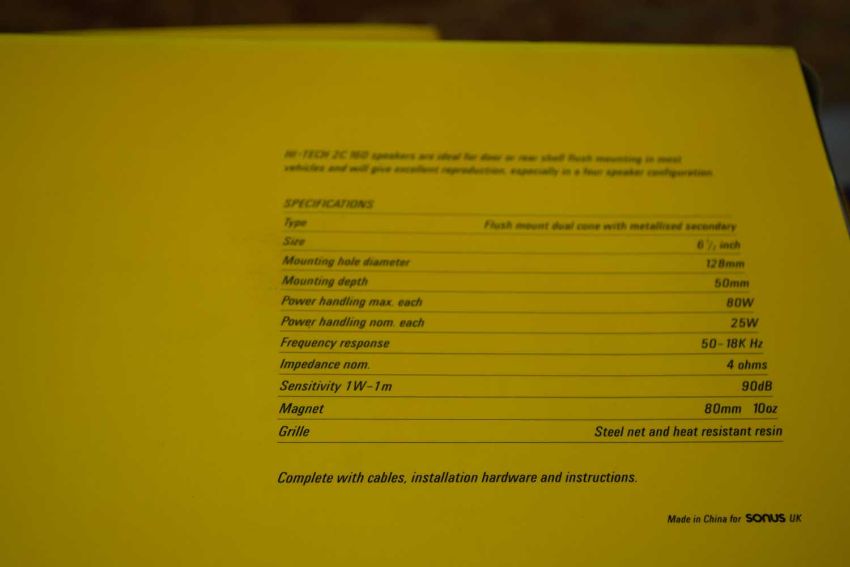 HI-TECH 2C 160 speakers are ideal for door or rear shelf flush mounting in most
vehicles and will give excellent reproduction, especially in a four speaker configuration.
SPECIFICATIONS
Type Flush mount dual cone with metallised secondary
Size 6½ inch
Mounting hole diameter 128mm
Mounting depth 50mm
Power handling max. each 80W
Power handling nom. each 25W
Frequency response 50-18K Hz
Impedance nom. 4 ohms
Sensitivity 1W-1m 90dB
Magnet 80mm 10oz
Grille Steel net and heat resistant resin
Complete with cables, installation hardware and instructions.
Made in China for SONUS UK